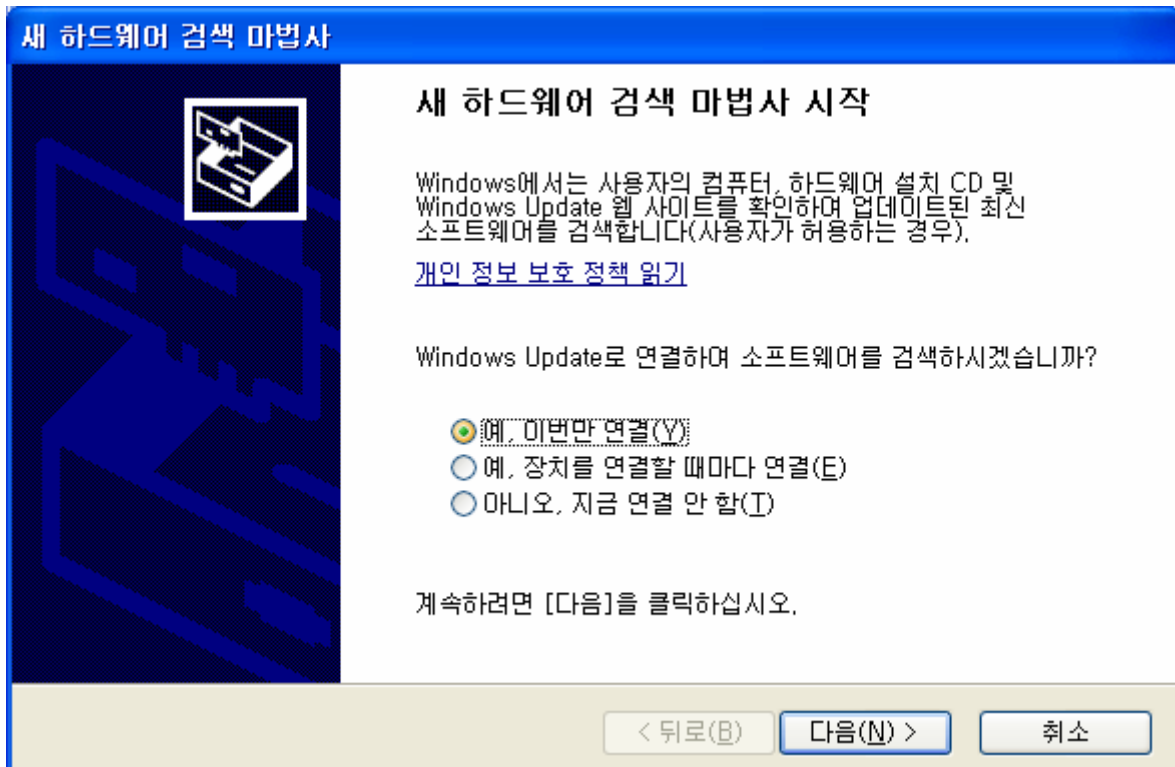 새 하드웨어 검색 마법사
새 하드웨어 검색 마법사 시작
Windows에서는 사용자의 컴퓨터, 하드웨어 설치 CD 및
Windows Update 웹 사이트를 확인하여 업데이트된 최신
소프트웨어를 검색합니다(사용자가 허용하는 경우).
개인 정보 보호 정책 읽기
Windows Update로 연결하여 소프트웨어를 검색하시겠습니까?
예, 이번만 연결(Y)
예, 장치를 연결할 때마다 연결(E)
아니오, 지금 연결 안 함(T)
계속하려면 [다음]을 클릭하십시오.
< 뒤로(B) 다음(N) > 취소